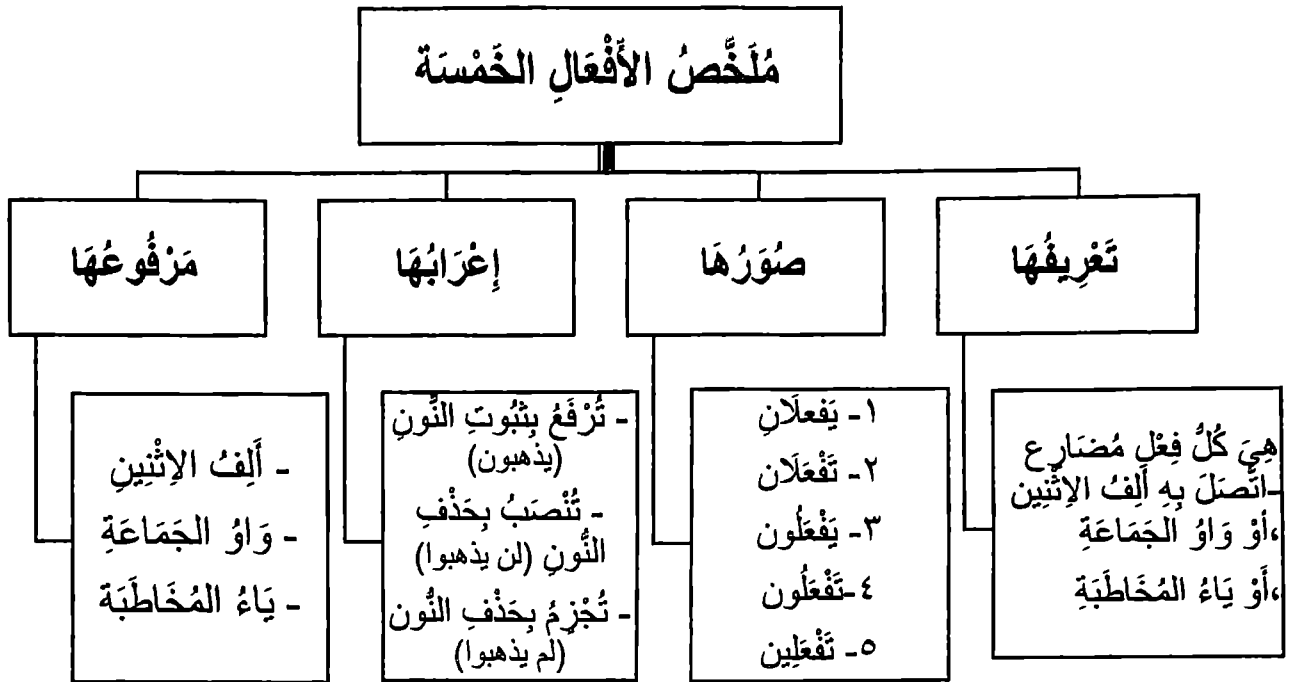 مُلَخَّصُ الأَفْعَالِ الخَمْسَة
تَعْرِيفُهَا
صُوَرُهَا
إِعْرَابُهَا
مَرْفُوعُهَا
هِيَ كُلُّ فِعْلٍ مُضَارِع
-اتَّصَلَ بِهِ أَلِفُ الاِثْنِينِ
،أَوْ وَاوُ الجَمَاعَةِ
،أَوْ يَاءُ المُخَاطَبَةِ
١- يَفْعلَانِ
٢- تَفْعَلَان
٣- يَفْعَلُون
٤-تَفْعَلُون
٥- تَفْعَلِين
- تُرْفَعُ بِثبُوتِ النُّونِ
(يذهبون)
- تُنْصَبُ بِحَذْفِ
النُّونِ (لن يذهبوا)
- تُجْزِمُ بِحَذْفِ النُّون
(لم يذهبوا)
- أَلِفُ الاِثْنِينِ
- وَاوُ الجَمَاعَةِ
- يَاءُ المُخَاطَبَة